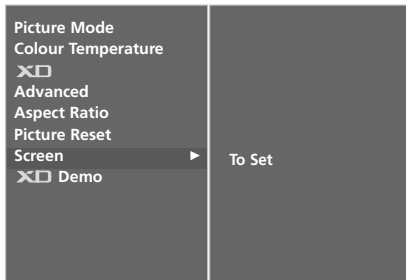 Picture Mode
Colour Temperature
XD
Advanced
Aspect Ratio
Picture Reset
Screen ►
To Set
XD Demo